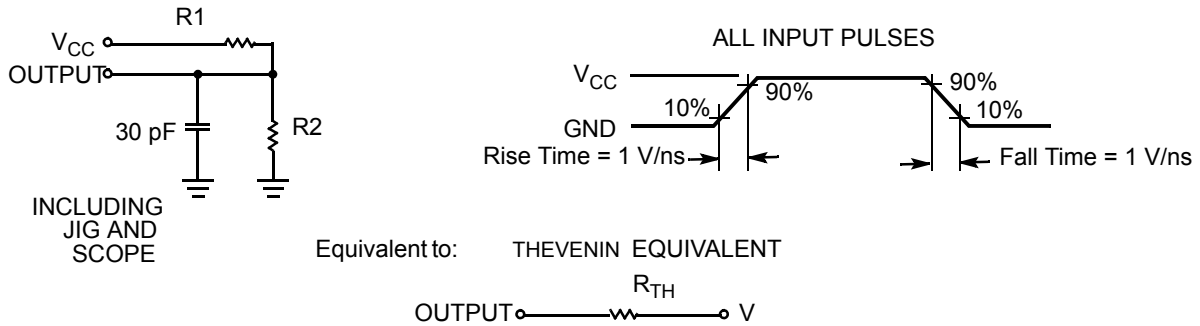 R1
VCC
OUTPUT
30 pF
R2
INCLUDING
JIG AND
SCOPE
ALL INPUT PULSES
VCC
10%
90%
90%
10%
GND
Rise Time = 1 V/ns
Fall Time = 1 V/ns
Equivalent to: THEVENIN EQUIVALENT
RTH
OUTPUT V